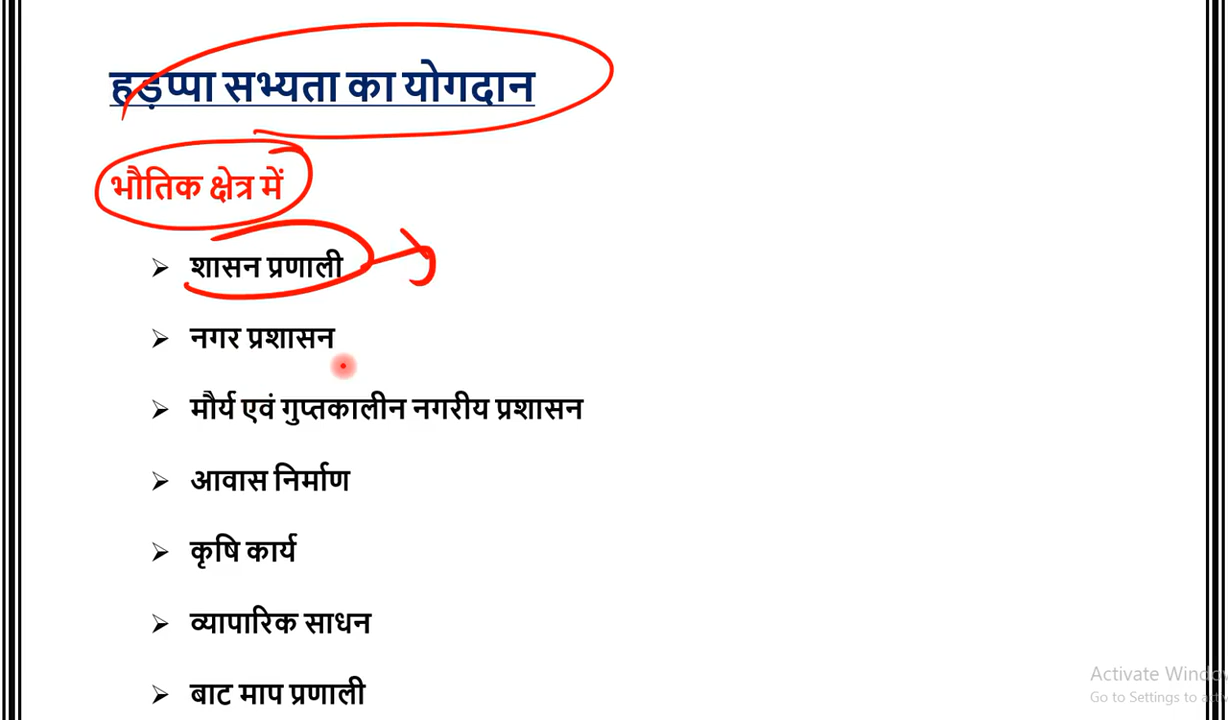 हड़प्पा सभ्यता का योगदान
भौतिक क्षेत्र में
➢ शासन प्रणाली
➢ नगर प्रशासन
➢ मौर्य एवं गुप्तकालीन नगरीय प्रशासन
➢ आवास निर्माण
➢ कृषि कार्य
➢ व्यापारिक साधन
➢ बाट माप प्रणाली
Activate Windo
Go to Settings to a